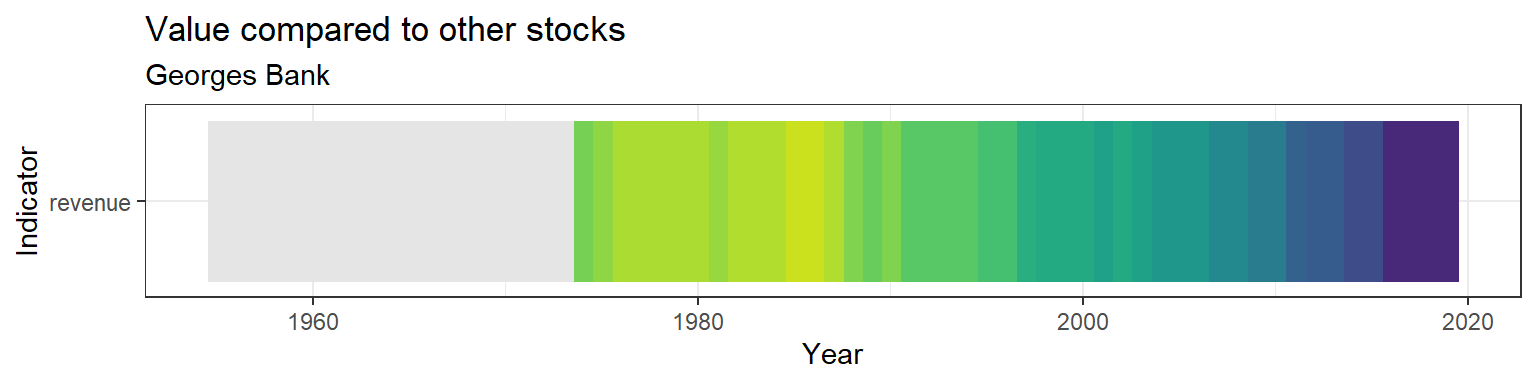 Value compared to other stocks
Georges Bank
Indicator
revenue
1960 1980 2000 2020
Year